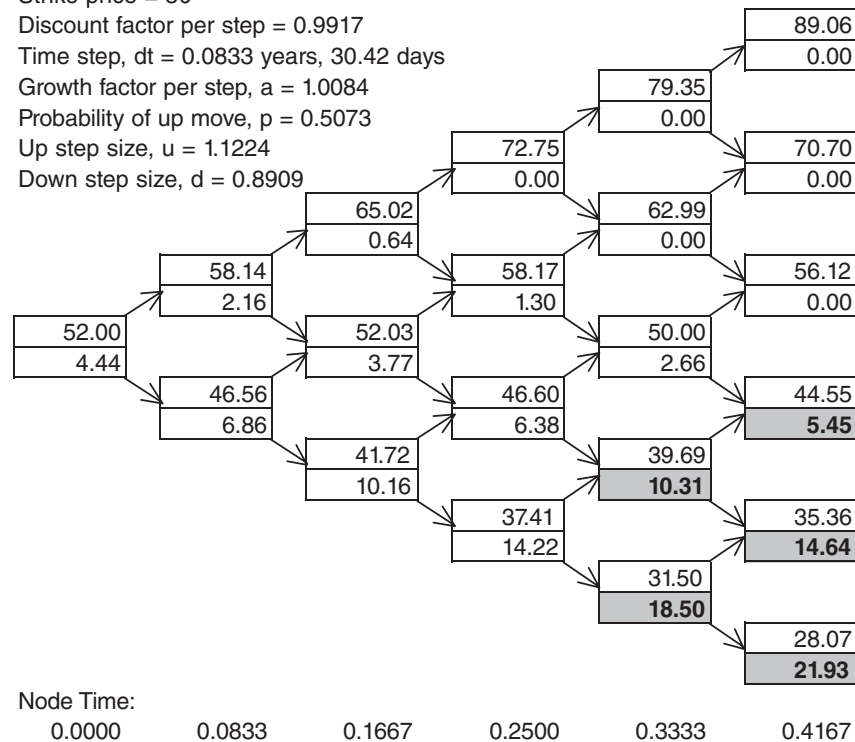 Strike price = 50
Discount factor per step = 0.9917 89.06
Time step, dt = 0.0833 years, 30.42 days 0.00
Growth factor per step, a = 1.0084 79.35
Probability of up move, p = 0.5073 0.00
Up step size, u = 1.1224 72.75 70.70
Down step size, d = 0.8909 0.00 0.00
65.02 62.99
0.64 0.00
58.14 58.17 56.12
2.16 1.30 0.00
52.00 52.03 50.00
4.44 3.77 2.66
46.56 46.60 44.55
6.86 6.38 5.45
41.72 39.69
10.16 10.31
37.41 35.36
14.22 14.64
31.50
18.50
28.07
21.93
Node Time:
0.0000 0.0833 0.1667 0.2500 0.3333 0.4167